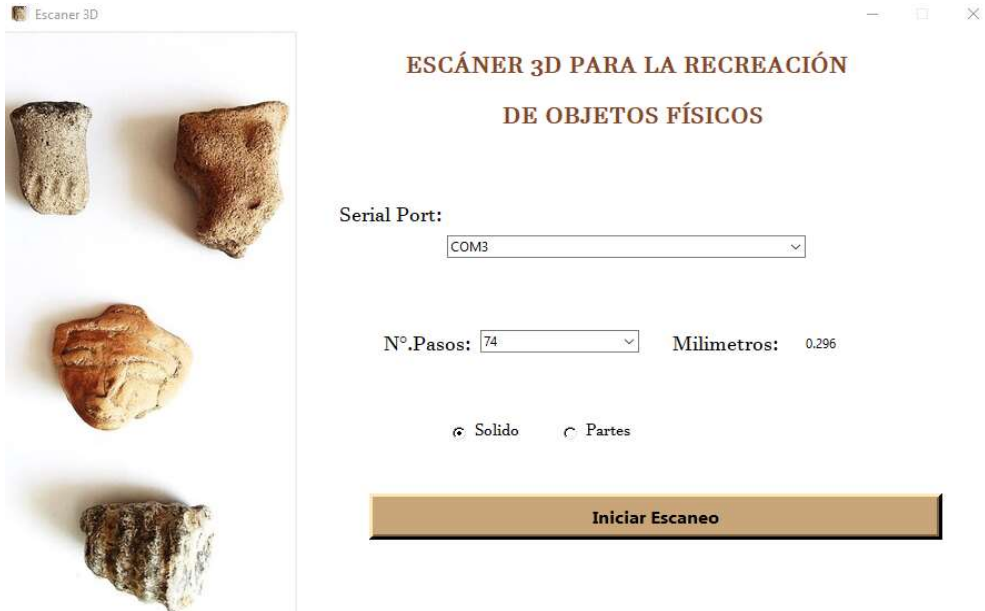 Escaner 3D
ESCÁNER 3D PARA LA RECREACIÓN
DE OBJETOS FÍSICOS
Serial Port:
COM3
N°.Pasos: 74 Milimetros: 0.296
Solido Partes
Iniciar Escaneo